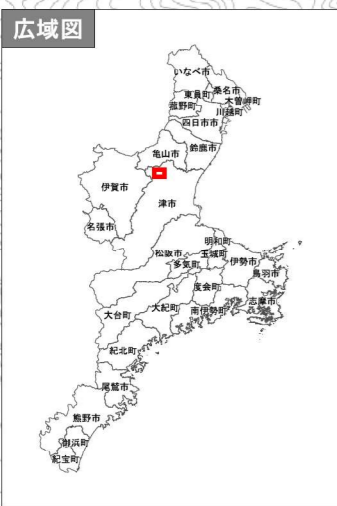 広域図
いなべ市
桑名市
東員町
木曽岬町
菰野町
川越町
四日市市
鈴鹿市
亀山市
伊賀市
津市
名張市
明和町
松阪市
玉城町
伊勢市
多気町
鳥羽市
度会町
志摩市
大台町
大紀町
南伊勢町
紀北町
尾鷲市
熊野市
御浜町
紀宝町